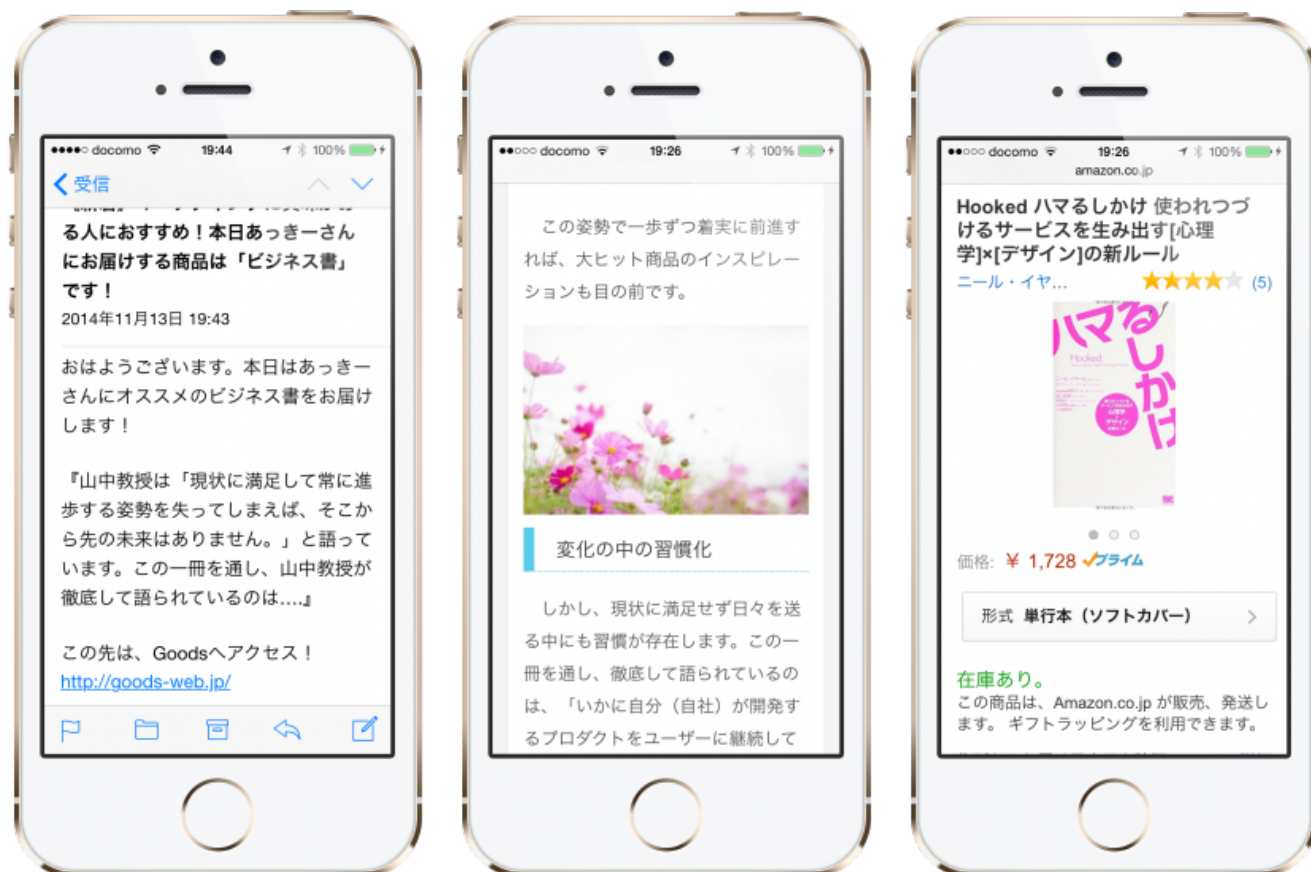 docomo 19:44 100%
受信
る人におすすめ！本日あっきーさん
にお届けする商品は「ビジネス書」
です！
2014年11月13日 19:43
おはようございます。本日はあっきー
さんにオススメのビジネス書をお届け
します！
『山中教授は「現状に満足して常に進
歩する姿勢を失ってしまえば、そこか
ら先の未来はありません。」と語って
います。この一冊を通し、山中教授が
徹底して語られているのは....』
この先は、Goodsへアクセス！
http://goods-web.jp/
docomo 19:26 100%
この姿勢で一歩ずつ着実に前進す
れば、大ヒット商品のインスピレー
ションも目の前です。
変化の中の習慣化
しかし、現状に満足せず日々を送
る中にも習慣が存在します。この一
冊を通し、徹底して語られているの
は、「いかに自分（自社）が開発す
るプロダクトをユーザーに継続して
docomo 19:26 100%
amazon.co.jp
Hooked ハマるしかけ 使われつづ
けるサービスを生み出す[心理
学]×[デザイン]の新ルール
ニール・イヤ... (5)
ハマるしかけ
Hooked
価格: ¥ 1,728 プライム
形式 単行本（ソフトカバー）
在庫あり。
この商品は、Amazon.co.jp が販売、発送し
ます。 ギフトラッピングを利用できます。